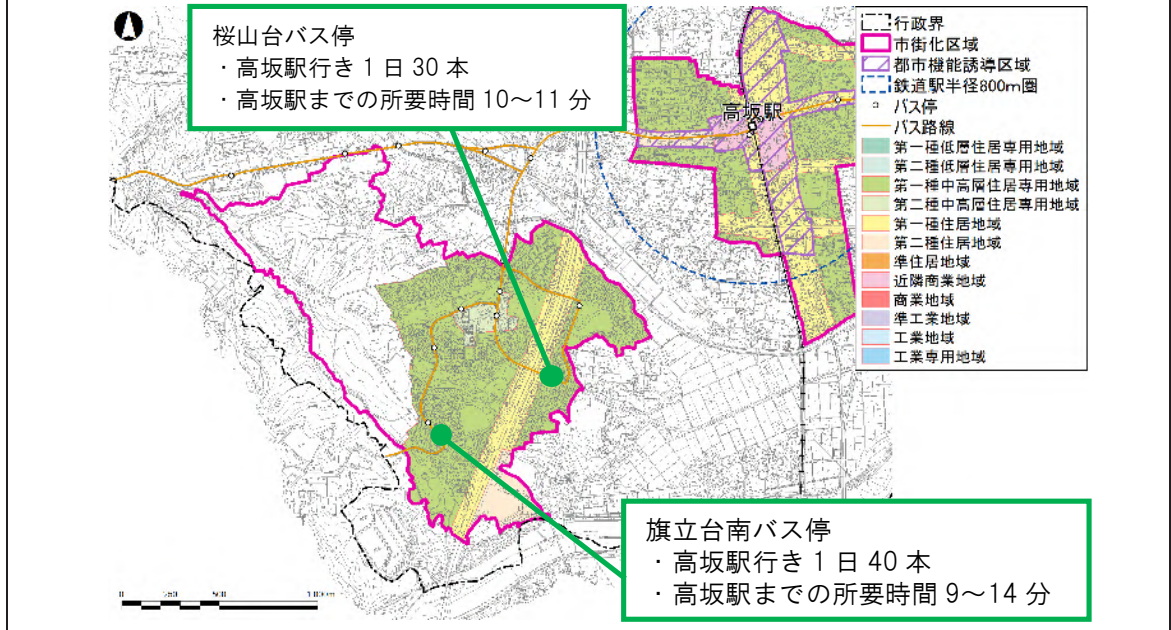 桜山台バス停
・高坂駅行き 1 日 30 本
・高坂駅までの所要時間 10～11 分
高坂駅
行政界
市街化区域
都市機能誘導区域
鉄道駅半径800m圏
バス停
バス路線
第一種低層住居専用地域
第二種低層住居専用地域
第一種中高層住居専用地域
第二種中高層住居専用地域
第一種住居地域
第二種住居地域
準住居地域
近隣商業地域
商業地域
準工業地域
工業地域
工業専用地域
旗立台南バス停
・高坂駅行き 1 日 40 本
・高坂駅までの所要時間 9～14 分
0 250 500 1,000m